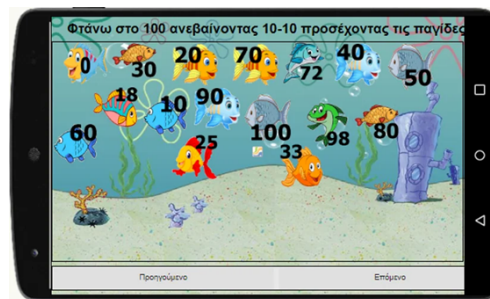 Φτάνω στο 100 ανεβαίνοντας 10-10 προσέχοντας τις παγίδες
0 30 20 70 72 40 50
18 10 90 100 98 80
60 25 33
Προηγούμενο Επόμενο